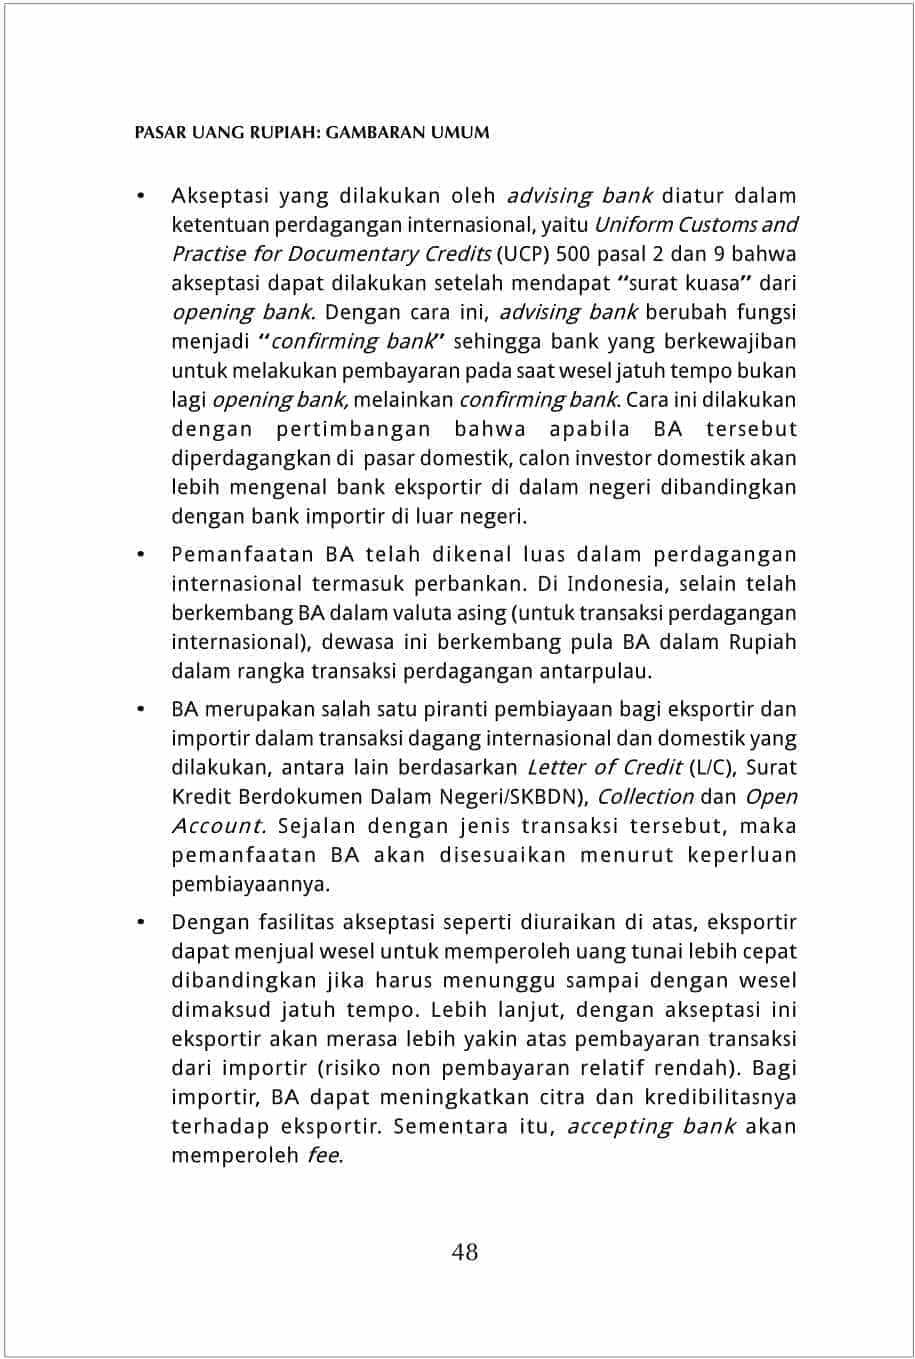 PASAR UANG RUPIAH: GAMBARAN UMUM
• Akseptasi yang dilakukan oleh advising bank diatur dalam
ketentuan perdagangan internasional, yaitu Uniform Customs and
Practise for Documentary Credits (UCP) 500 pasal 2 dan 9 bahwa
akseptasi dapat dilakukan setelah mendapat “surat kuasa” dari
opening bank. Dengan cara ini, advising bank berubah fungsi
menjadi “confirming bank” sehingga bank yang berkewajiban
untuk melakukan pembayaran pada saat wesel jatuh tempo bukan
lagi opening bank, melainkan confirming bank. Cara ini dilakukan
dengan pertimbangan bahwa apabila BA tersebut
diperdagangkan di pasar domestik, calon investor domestik akan
lebih mengenal bank eksportir di dalam negeri dibandingkan
dengan bank importir di luar negeri.
• Pemanfaatan BA telah dikenal luas dalam perdagangan
internasional termasuk perbankan. Di Indonesia, selain telah
berkembang BA dalam valuta asing (untuk transaksi perdagangan
internasional), dewasa ini berkembang pula BA dalam Rupiah
dalam rangka transaksi perdagangan antarpulau.
• BA merupakan salah satu piranti pembiayaan bagi eksportir dan
importir dalam transaksi dagang internasional dan domestik yang
dilakukan, antara lain berdasarkan Letter of Credit (L/C), Surat
Kredit Berdokumen Dalam Negeri/SKBDN), Collection dan Open
Account. Sejalan dengan jenis transaksi tersebut, maka
pemanfaatan BA akan disesuaikan menurut keperluan
pembiayaannya.
• Dengan fasilitas akseptasi seperti diuraikan di atas, eksportir
dapat menjual wesel untuk memperoleh uang tunai lebih cepat
dibandingkan jika harus menunggu sampai dengan wesel
dimaksud jatuh tempo. Lebih lanjut, dengan akseptasi ini
eksportir akan merasa lebih yakin atas pembayaran transaksi
dari importir (risiko non pembayaran relatif rendah). Bagi
importir, BA dapat meningkatkan citra dan kredibilitasnya
terhadap eksportir. Sementara itu, accepting bank akan
memperoleh fee.
48